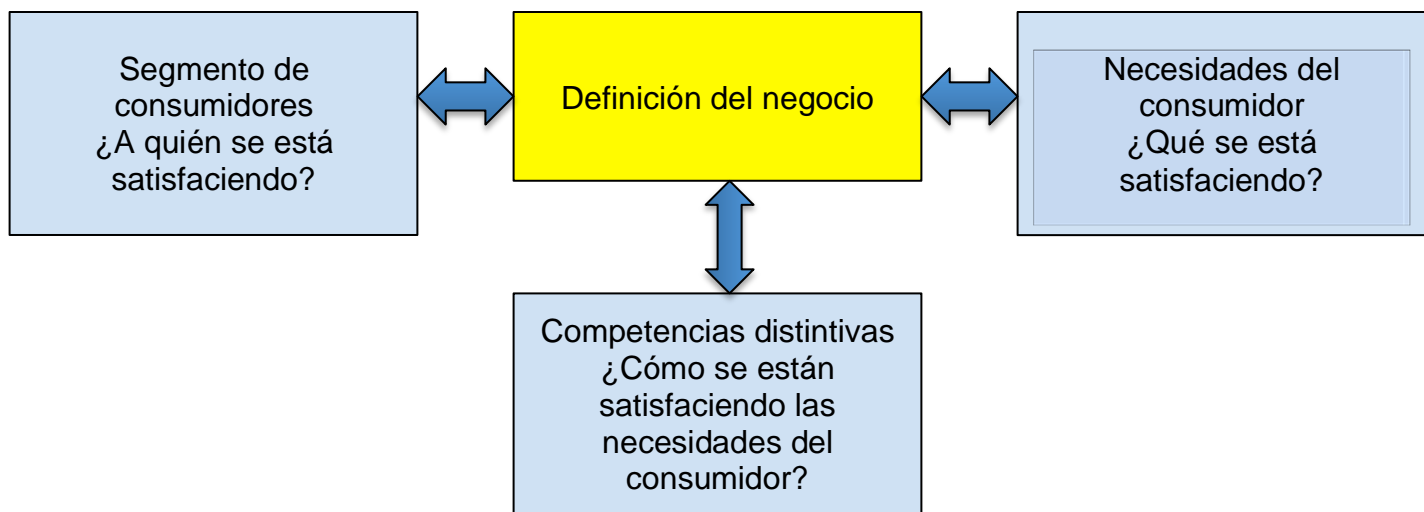 Segmento de
consumidores
¿A quién se está
satisfaciendo?
Definición del negocio
Necesidades del
consumidor
¿Qué se está
satisfaciendo?
Competencias distintivas
¿Cómo se están
satisfaciendo las
necesidades del
consumidor?